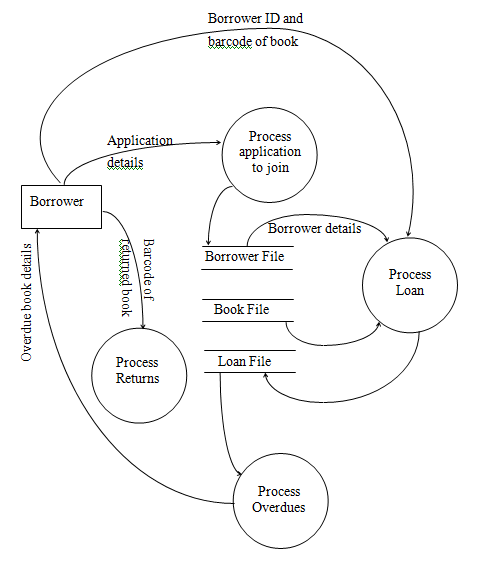 Borrower ID and
barcode of book
Application
details
Process
application
to join
Borrower
Borrower details
Borrower File
Process
Loan
Barcode of
returned book
Overdue book details
Book File
Loan File
Process
Returns
Process
Overdues